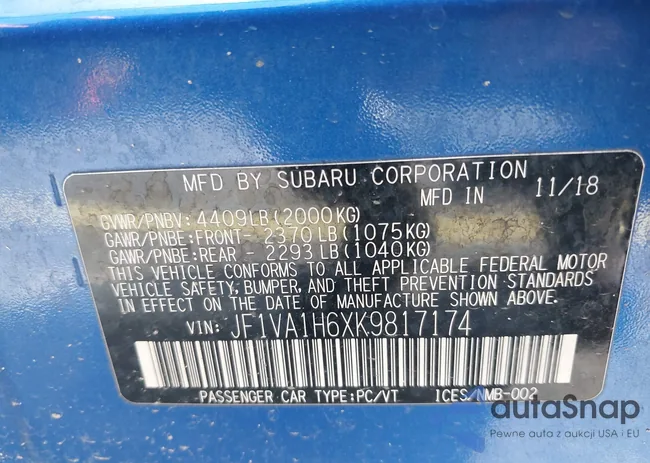 MFD BY SUBARU CORPORATION
MFD IN 11/18
GVWR/PNBV: 4409LB(2000KG)
GAWR/PNBE:FRONT- 2370LB(1075KG)
GAWR/PNBE:REAR - 2293LB(1040KG)
THIS VEHICLE CONFORMS TO ALL APPLICABLE FEDERAL MOTOR
VEHICLE SAFETY, BUMPER, AND THEFT PREVENTION STANDARDS
IN EFFECT ON THE DATE OF MANUFACTURE SHOWN ABOVE.
VIN: JF1VA1H6XK9817174
PASSENGER CAR TYPE:PC/VT ICES/NMB-002
autaSnap
Pewne auta z aukcji USA i EU